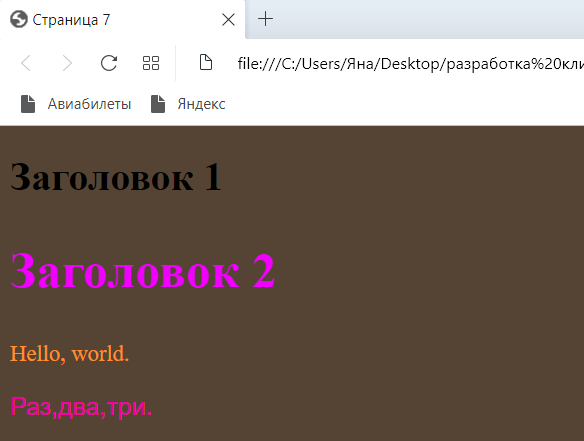 Страница 7
file:///C:/Users/Яна/Desktop/разработка%20кли
Авиабилеты Яндекс
Заголовок 1
Заголовок 2
Hello, world.
Раз,два,три.